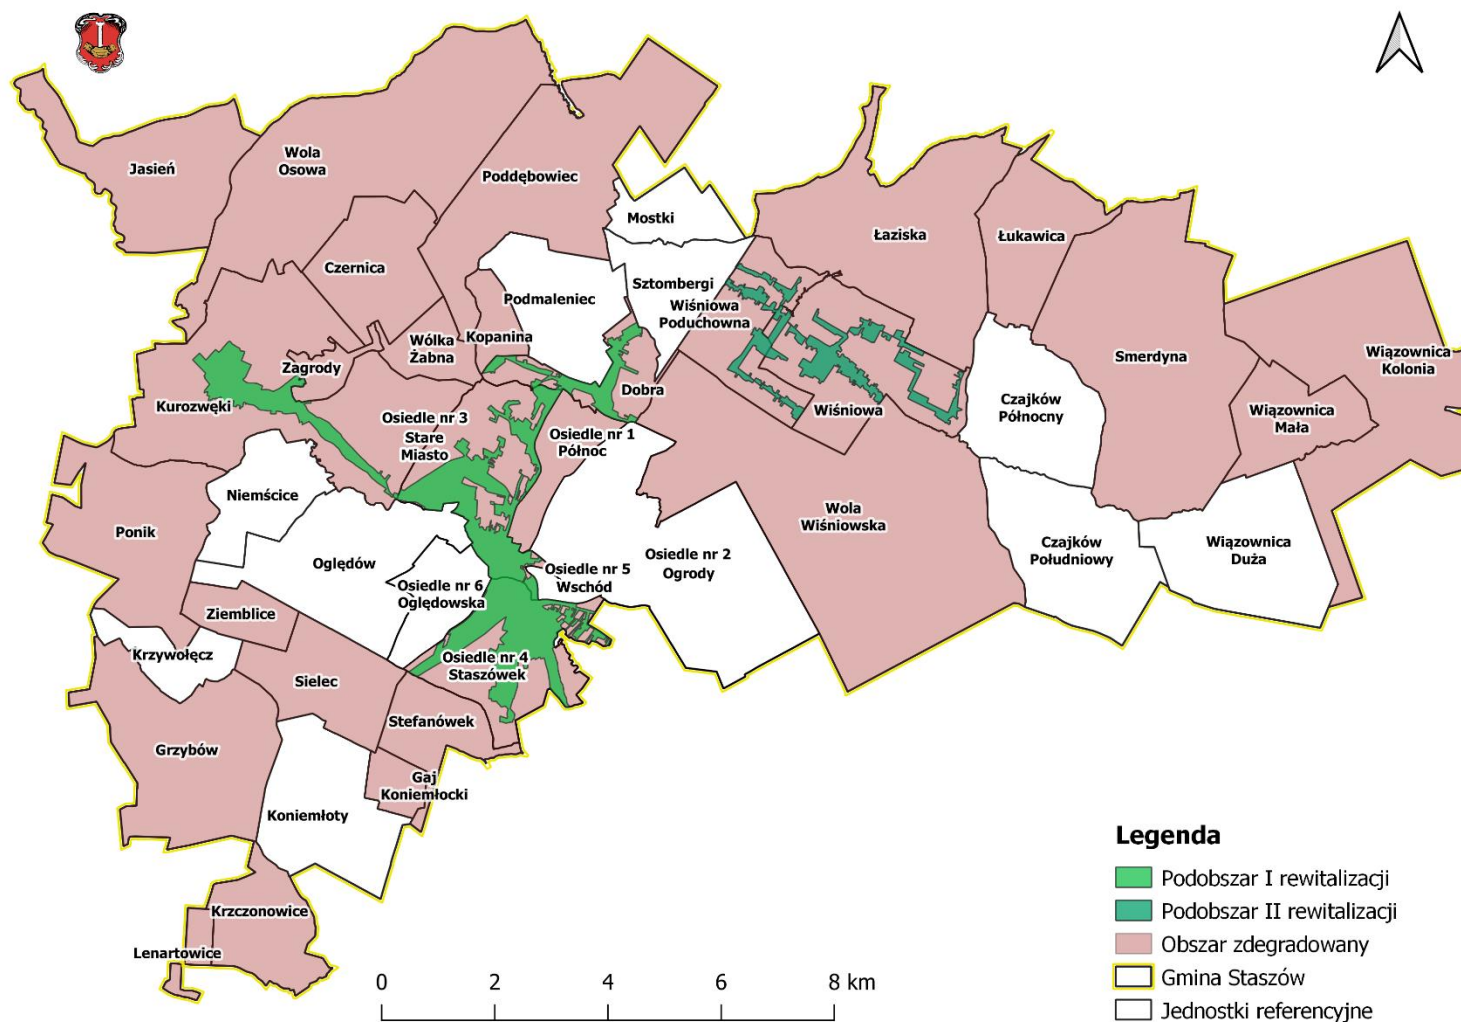 Jasień
Wola
Osowa
Poddębowiec
Mostki
Łaziska
Łukawica
Czernica
Podmaleniec
Sztombergi
Wiśniowa
Poduchowna
Kopanina
Wólka
Żabna
Zagrody
Smerdyna
Wiązownica
Kolonia
Kurozwęki
Dobra
Wiśniowa
Czajków
Północny
Wiązownica
Mała
Osiedle nr 3
Stare
Miasto
Osiedle nr 1
Północ
Niemścice
Ponik
Wola
Wiśniowska
Oględów
Osiedle nr 6
Oględowska
Osiedle nr 5
Wschód
Osiedle nr 2
Ogrody
Czajków
Południowy
Wiązownica
Duża
Ziemblice
Krzywołęcz
Osiedle nr 4
Staszówek
Sielec
Stefanówek
Grzybów
Gaj
Koniemłocki
Koniemłoty
Krzczonowice
Lenartowice
0 2 4 6 8 km
Legenda
Podobszar I rewitalizacji
Podobszar II rewitalizacji
Obszar zdegradowany
Gmina Staszów
Jednostki referencyjne